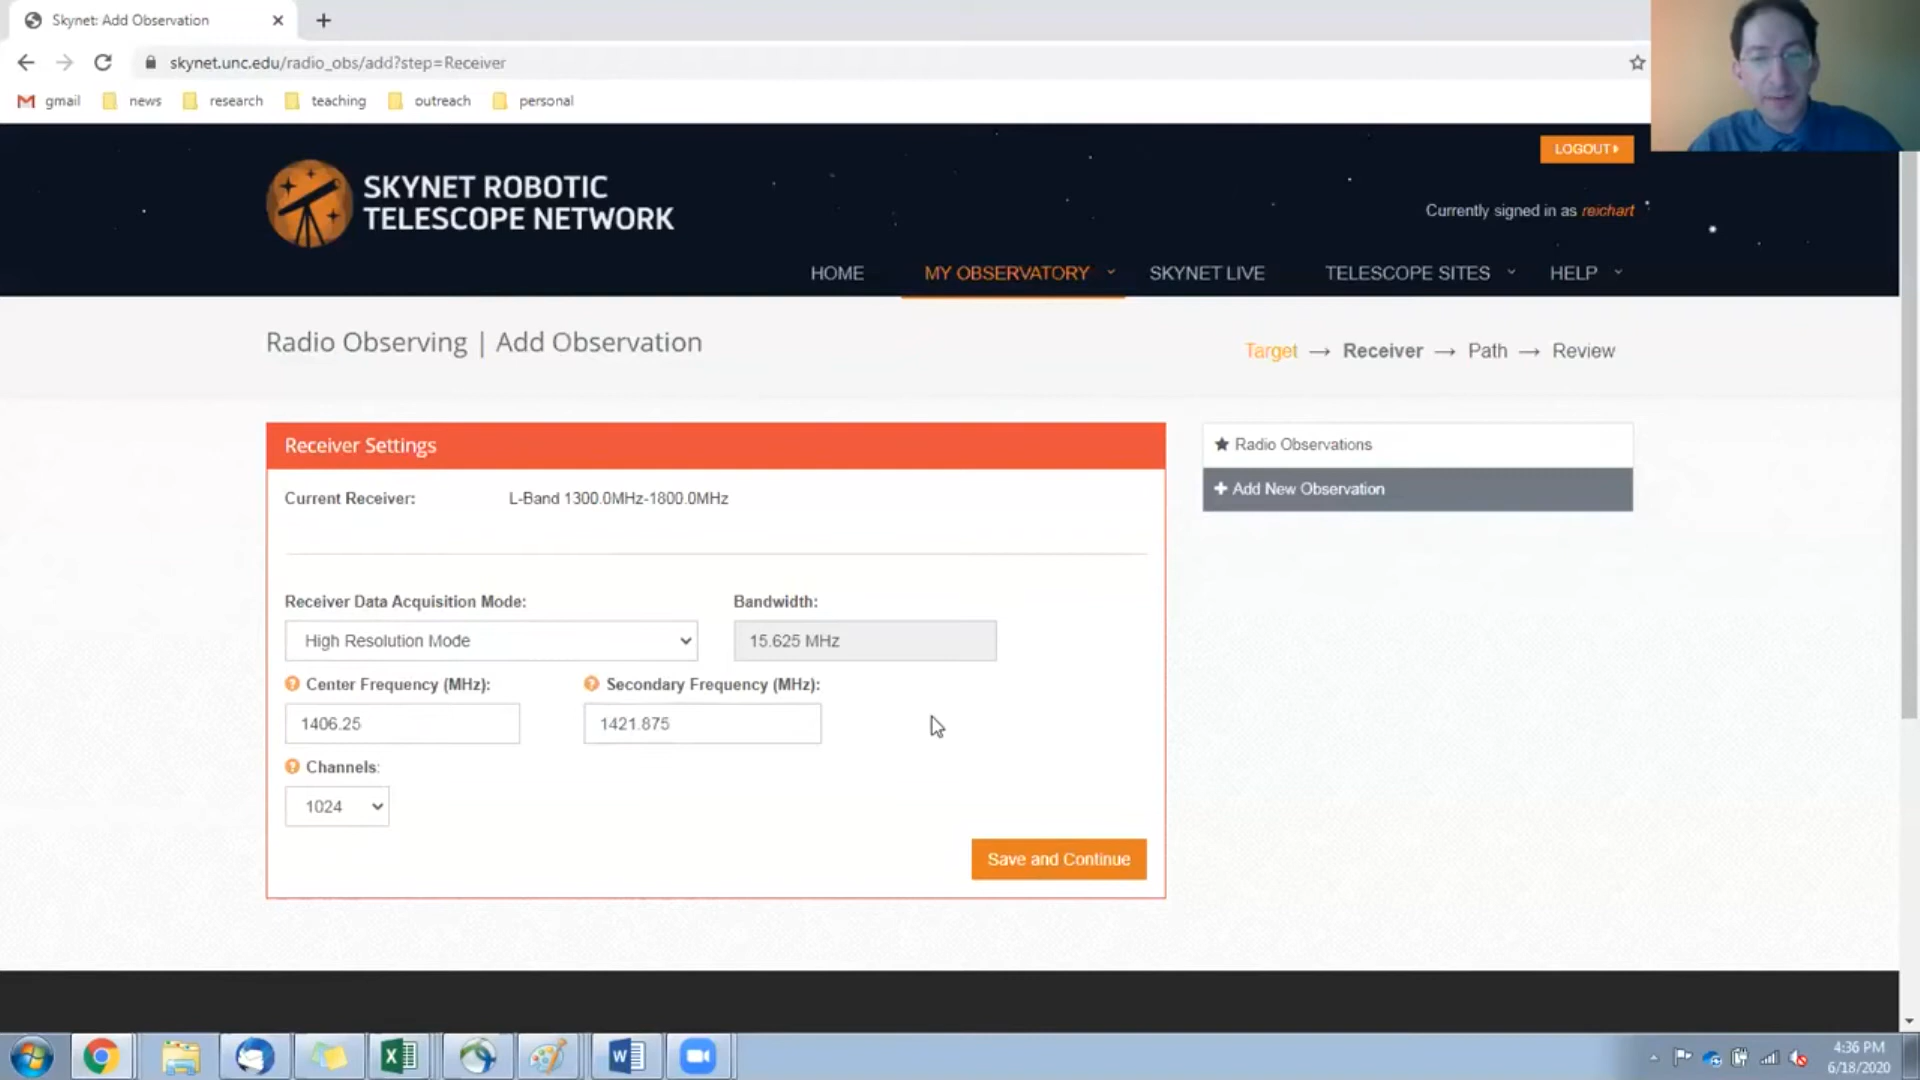 Skynet: Add Observation
skynet.unc.edu/radio_obs/add?step=Receiver
gmail news research teaching outreach personal
LOGOUT
SKYNET ROBOTIC
TELESCOPE NETWORK
Currently signed in as reichart
HOME MY OBSERVATORY SKYNET LIVE TELESCOPE SITES HELP
Radio Observing | Add Observation
Target → Receiver → Path → Review
Receiver Settings
Current Receiver: L-Band 1300.0MHz-1800.0MHz
Receiver Data Acquisition Mode: Bandwidth:
High Resolution Mode 15.625 MHz
Center Frequency (MHz): Secondary Frequency (MHz):
1406.25 1421.875
Channels:
1024
Save and Continue
Radio Observations
Add New Observation
4:36 PM
6/18/2020